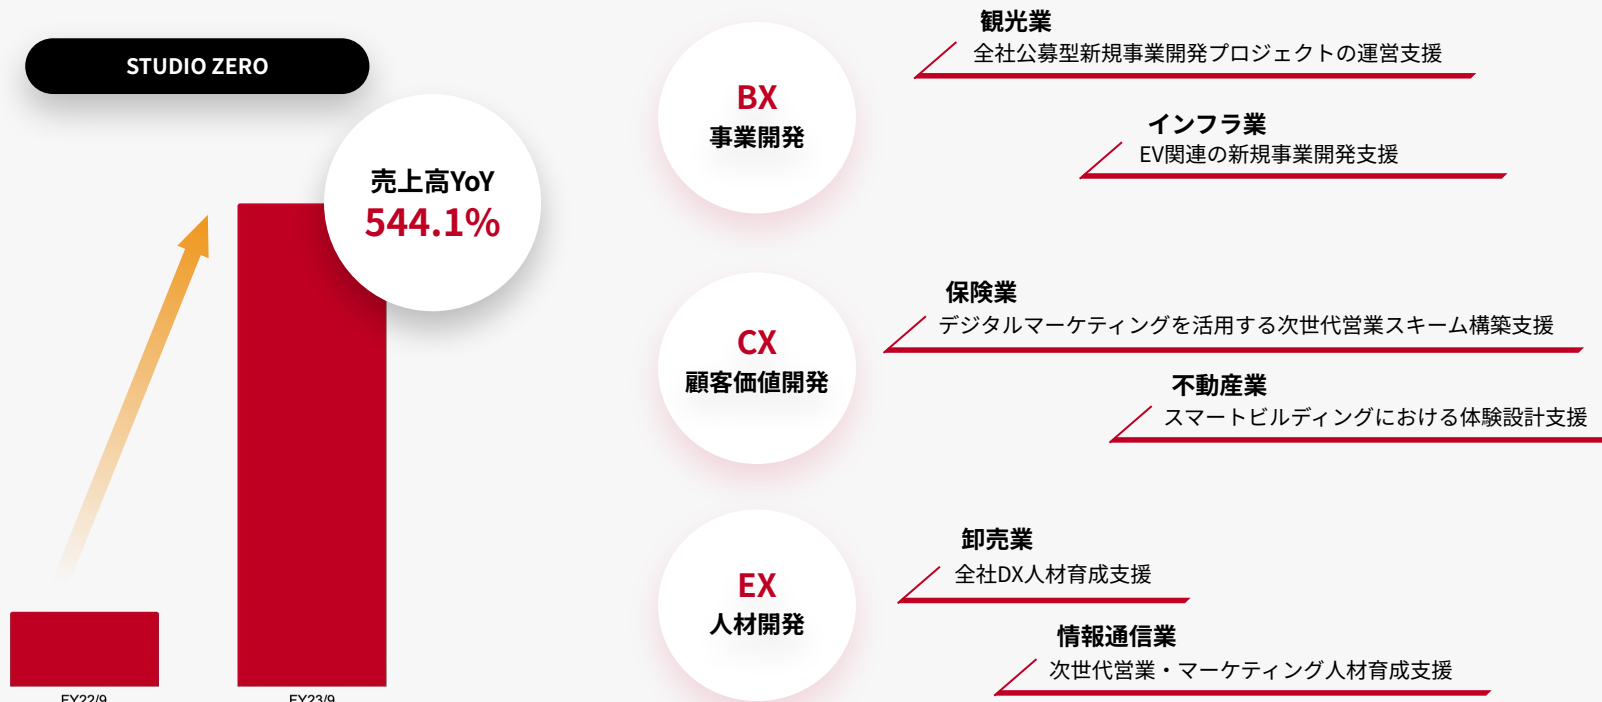 STUDIO ZERO
売上高YoY
544.1%
FY22/9
FY23/9
BX
事業開発
観光業
全社公募型新規事業開発プロジェクトの運営支援
インフラ業
EV関連の新規事業開発支援
CX
顧客価値開発
保険業
デジタルマーケティングを活用する次世代営業スキーム構築支援
不動産業
スマートビルディングにおける体験設計支援
EX
人材開発
卸売業
全社DX人材育成支援
情報通信業
次世代営業・マーケティング人材育成支援